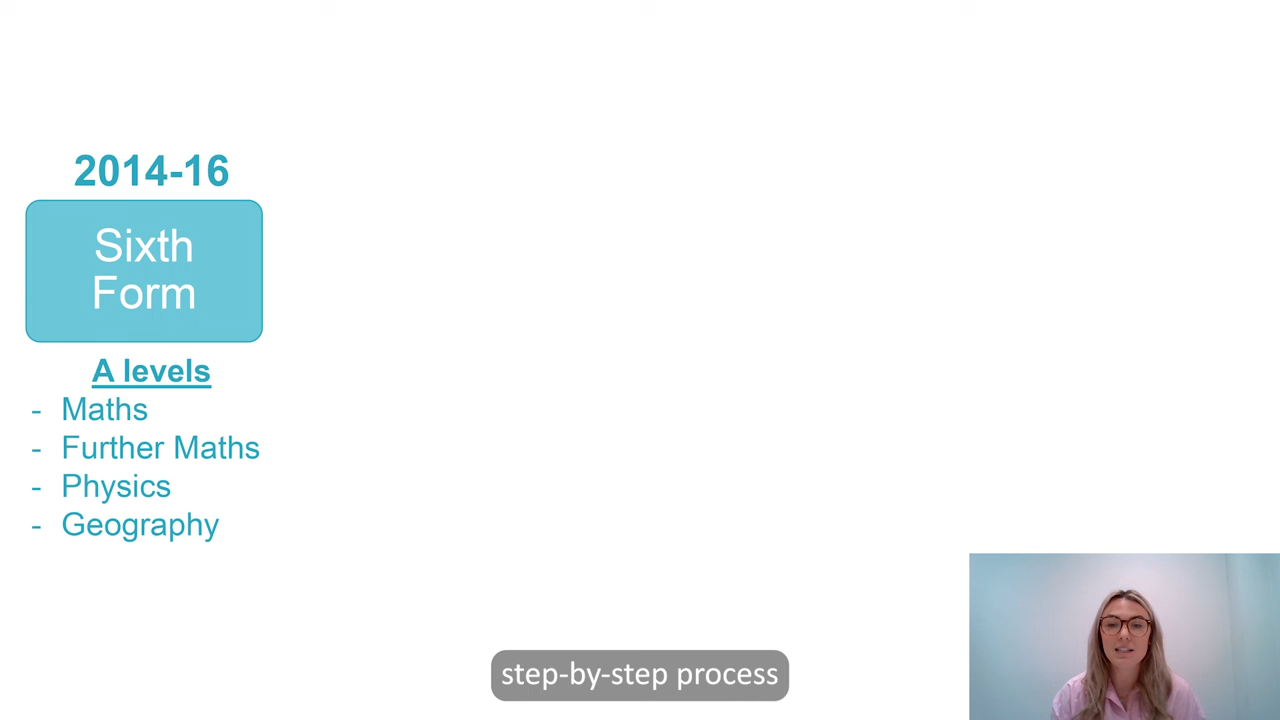 2014-16
Sixth
Form
A levels
- Maths
- Further Maths
- Physics
- Geography
step-by-step process